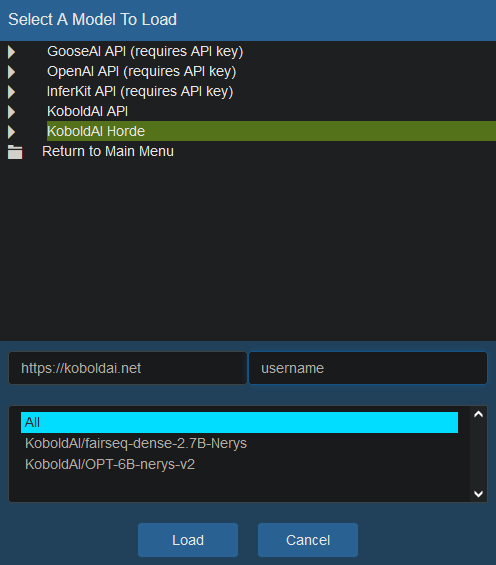 Select A Model To Load
GooseAI API (requires API key)
OpenAI API (requires API key)
InferKit API (requires API key)
KoboldAI API
KoboldAI Horde
Return to Main Menu
https://koboldai.net
username
All
KoboldAI/fairseq-dense-2.7B-Nerys
KoboldAI/OPT-6B-nerys-v2
Load
Cancel